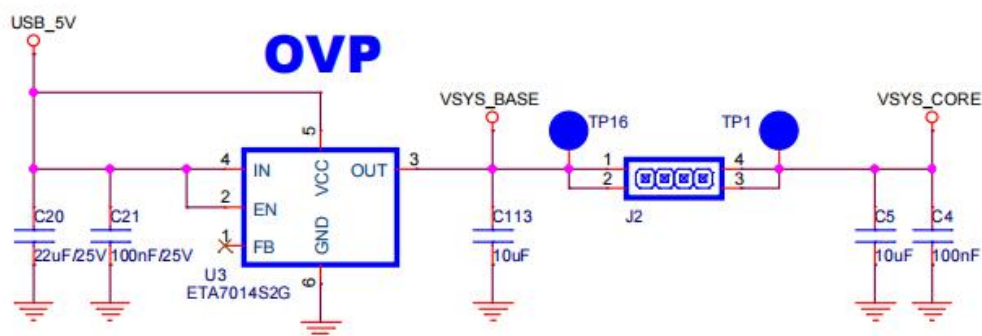 USB_5V
OVP
VSYS_BASE
VSYS_CORE
TP16
TP1
5
4
IN
VCC
OUT
3
1
4
2
3
2
EN
C20
C21
C113
J2
C5
C4
1
FB
GND
22uF/25V
100nF/25V
10uF
10uF
100nF
U3
6
ETA7014S2G